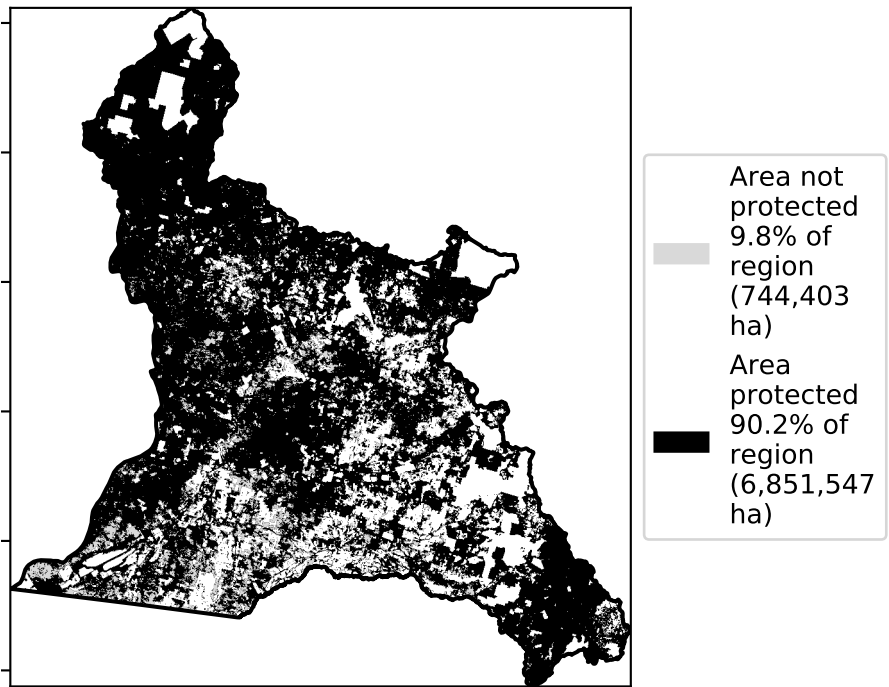 Area not
protected
9.8% of
region
(744,403
ha)
Area
protected
90.2% of
region
(6,851,547
ha)